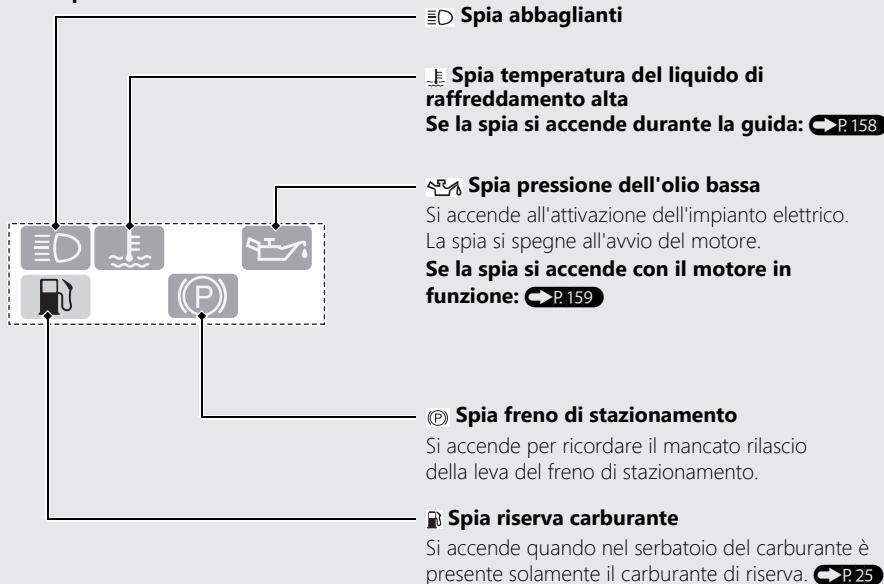 Spia abbaglianti
Spia temperatura del liquido di
raffreddamento alta
Se la spia si accende durante la guida: P. 158
Spia pressione dell'olio bassa
Si accende all'attivazione dell'impianto elettrico.
La spia si spegne all'avvio del motore.
Se la spia si accende con il motore in
funzione: P. 159
(P) Spia freno di stazionamento
Si accende per ricordare il mancato rilascio
della leva del freno di stazionamento.
Spia riserva carburante
Si accende quando nel serbatoio del carburante è
presente solamente il carburante di riserva. P. 25
(P)